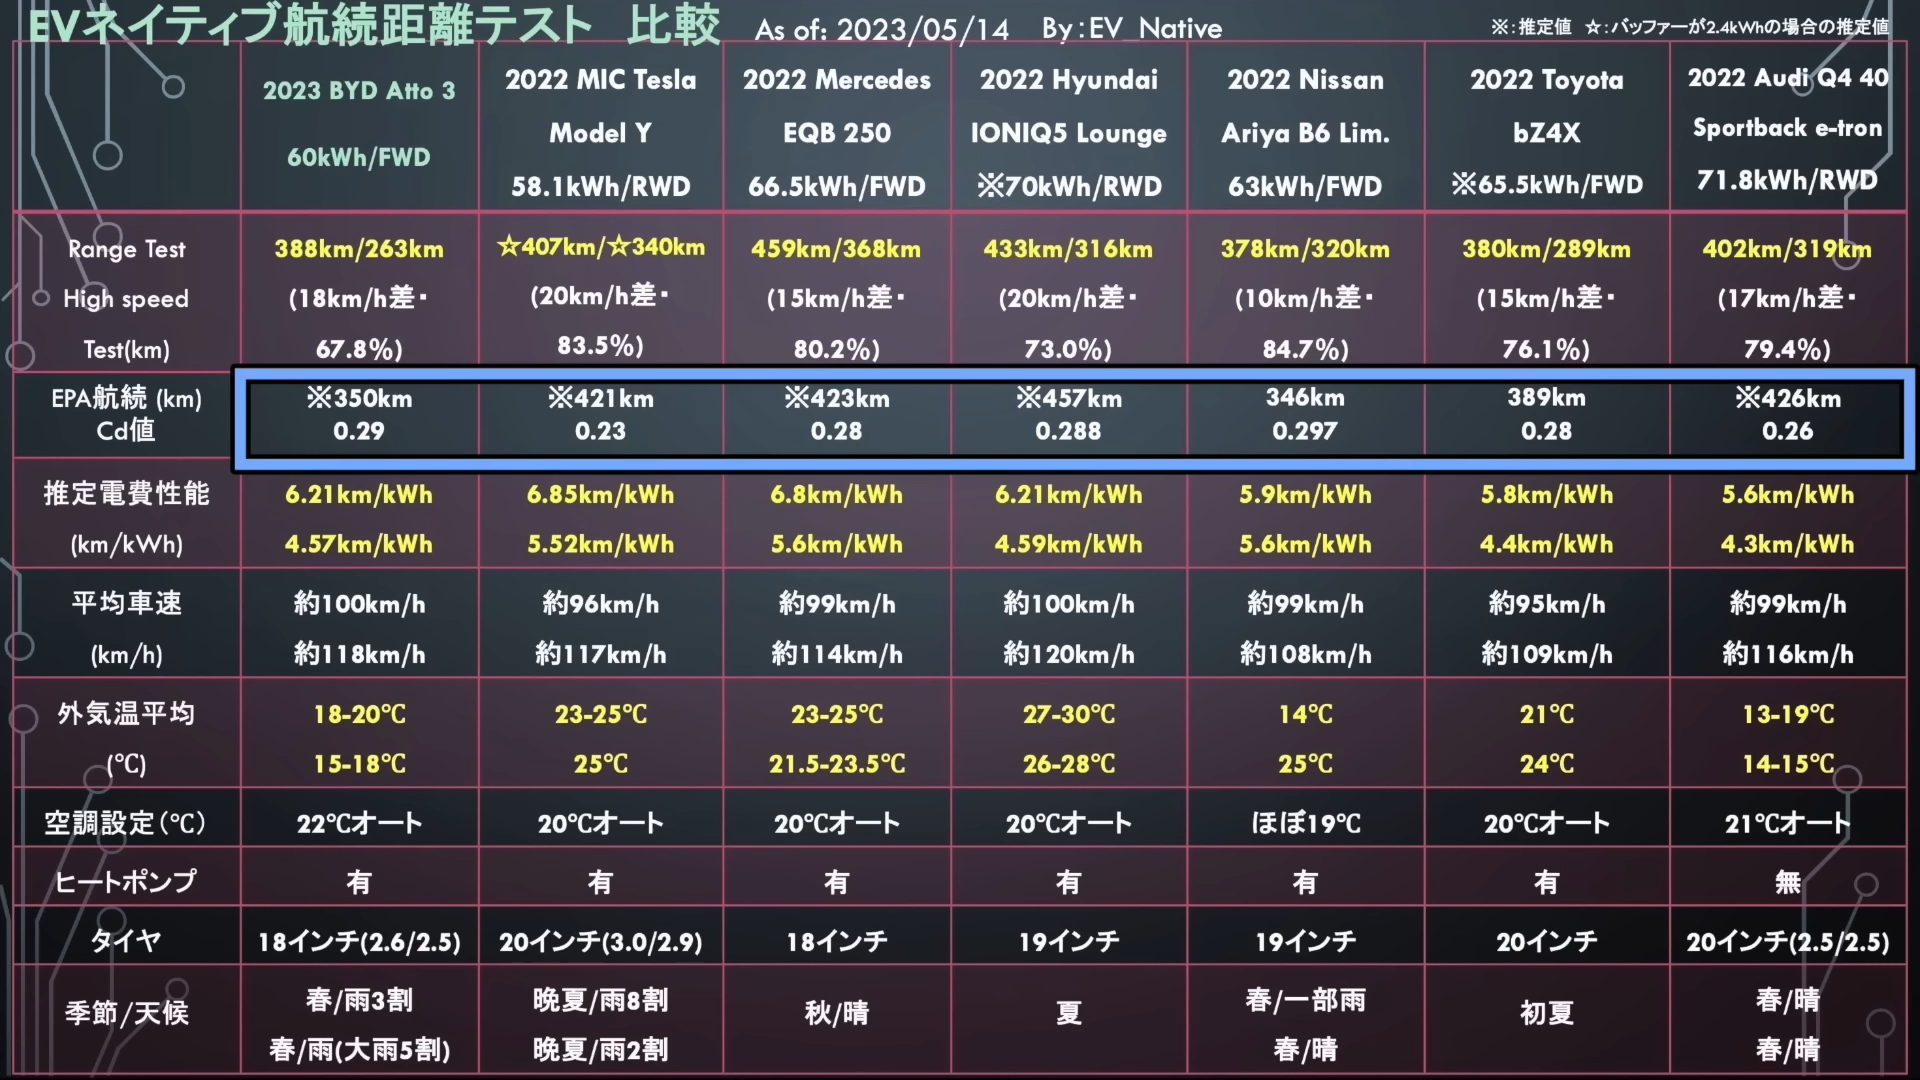 EVネイティブ航続距離テスト　比較 As of: 2023/05/14 By:EV_Native ※:推定値 ☆:バッファーが2.4kWhの場合の推定値
2023 BYD Atto 3
60kWh/FWD
2022 MIC Tesla
Model Y
58.1kWh/RWD
2022 Mercedes
EQB 250
66.5kWh/FWD
2022 Hyundai
IONIQ5 Lounge
※70kWh/RWD
2022 Nissan
Ariya B6 Lim.
63kWh/FWD
2022 Toyota
bZ4X
※65.5kWh/FWD
2022 Audi Q4 40
Sportback e-tron
71.8kWh/RWD
Range Test
High speed
Test(km)
388km/263km
(18km/h差・
67.8%)
☆407km/☆340km
(20km/h差・
83.5%)
459km/368km
(15km/h差・
80.2%)
433km/316km
(20km/h差・
73.0%)
378km/320km
(10km/h差・
84.7%)
380km/289km
(15km/h差・
76.1%)
402km/319km
(17km/h差・
79.4%)
EPA航続 (km)
Cd値
※350km
0.29
※421km
0.23
※423km
0.28
※457km
0.288
346km
0.297
389km
0.28
※426km
0.26
推定電費性能
(km/kWh)
6.21km/kWh
4.57km/kWh
6.85km/kWh
5.52km/kWh
6.8km/kWh
5.6km/kWh
6.21km/kWh
4.59km/kWh
5.9km/kWh
5.6km/kWh
5.8km/kWh
4.4km/kWh
5.6km/kWh
4.3km/kWh
平均車速
(km/h)
約100km/h
約118km/h
約96km/h
約117km/h
約99km/h
約114km/h
約100km/h
約120km/h
約99km/h
約108km/h
約95km/h
約109km/h
約99km/h
約116km/h
外気温平均
(℃)
18-20℃
15-18℃
23-25℃
25℃
23-25℃
21.5-23.5℃
27-30℃
26-28℃
14℃
25℃
21℃
24℃
13-19℃
14-15℃
空調設定(℃)
22℃オート
20℃オート
20℃オート
20℃オート
ほぼ19℃
20℃オート
21℃オート
ヒートポンプ
有
有
有
有
有
有
無
タイヤ
18インチ(2.6/2.5)
20インチ(3.0/2.9)
18インチ
19インチ
19インチ
20インチ
20インチ(2.5/2.5)
季節/天候
春/雨3割
春/雨(大雨5割)
晩夏/雨8割
晩夏/雨2割
秋/晴
夏
春/一部雨
春/晴
初夏
春/晴
春/晴